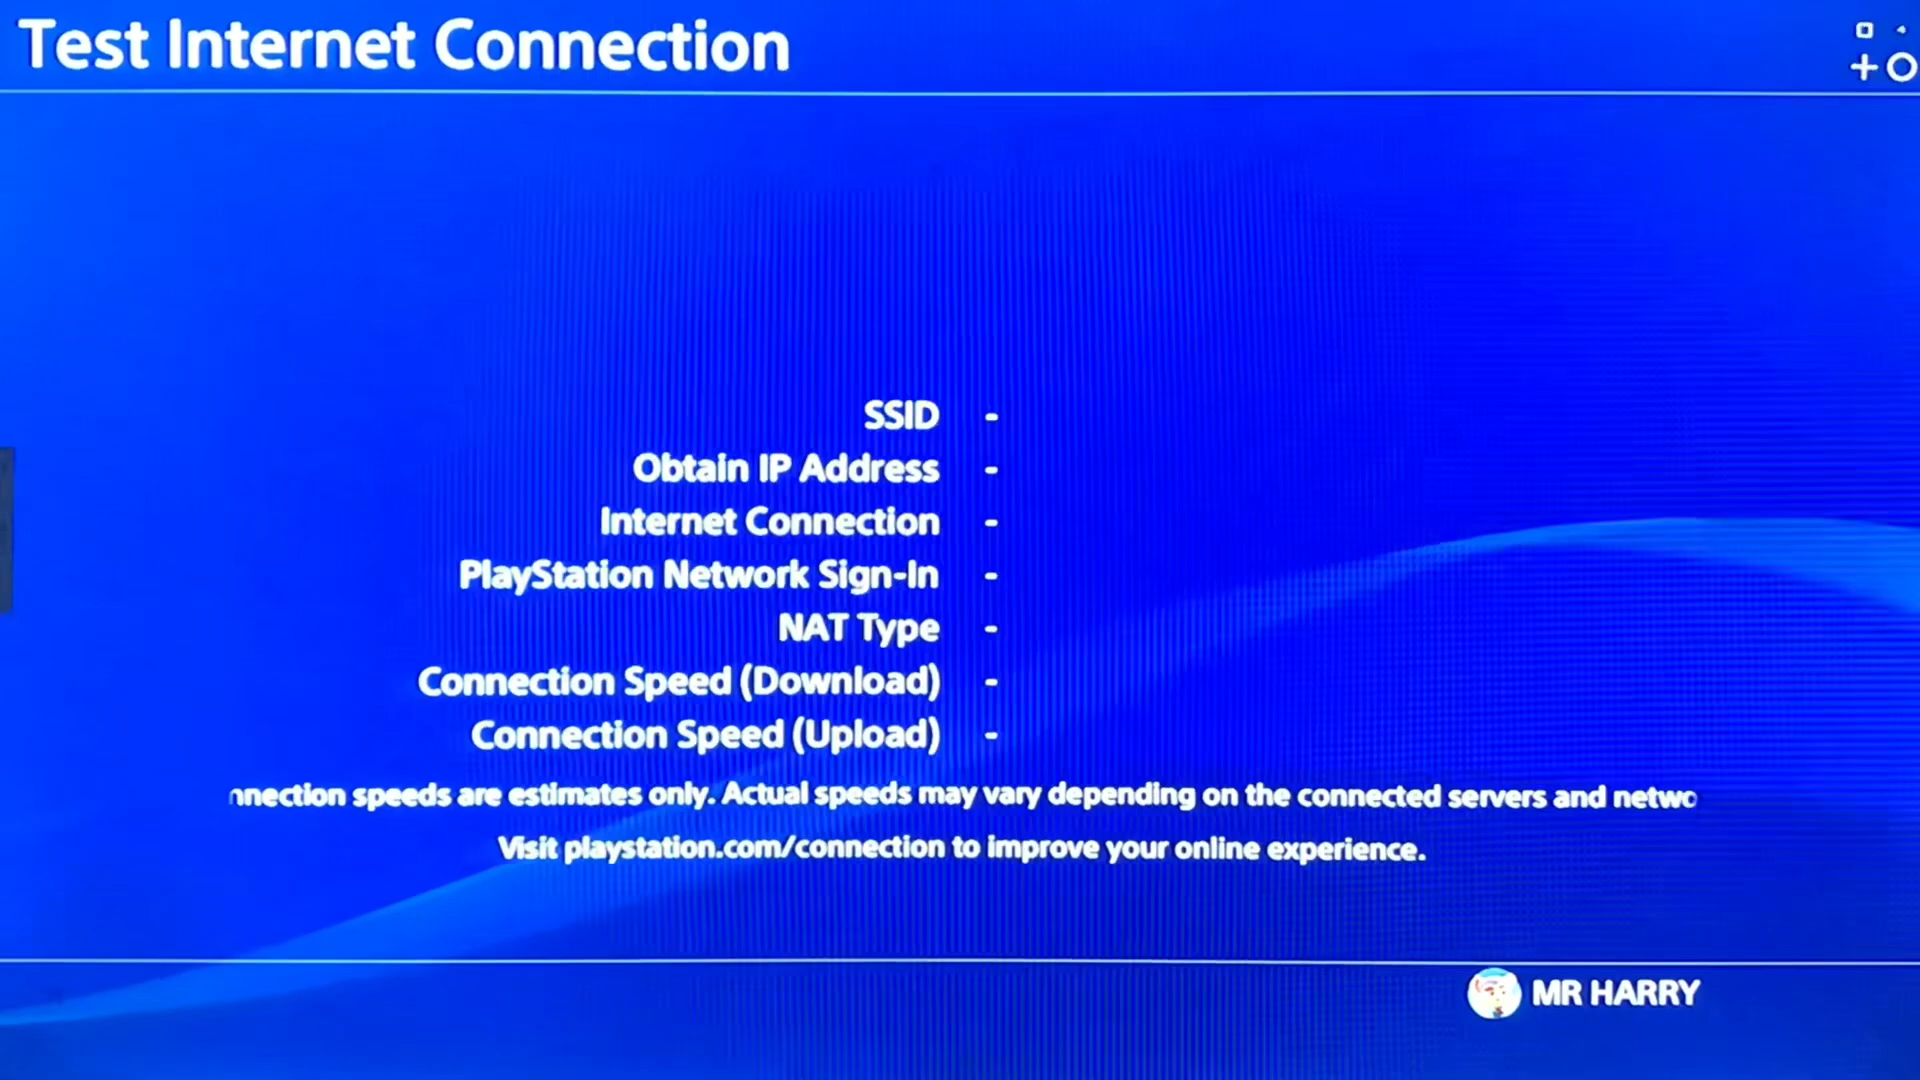 Test Internet Connection
SSID -
Obtain IP Address -
Internet Connection -
PlayStation Network Sign-In -
NAT Type -
Connection Speed (Download) -
Connection Speed (Upload) -
nnection speeds are estimates only. Actual speeds may vary depending on the connected servers and netwo
Visit playstation.com/connection to improve your online experience.
MR HARRY